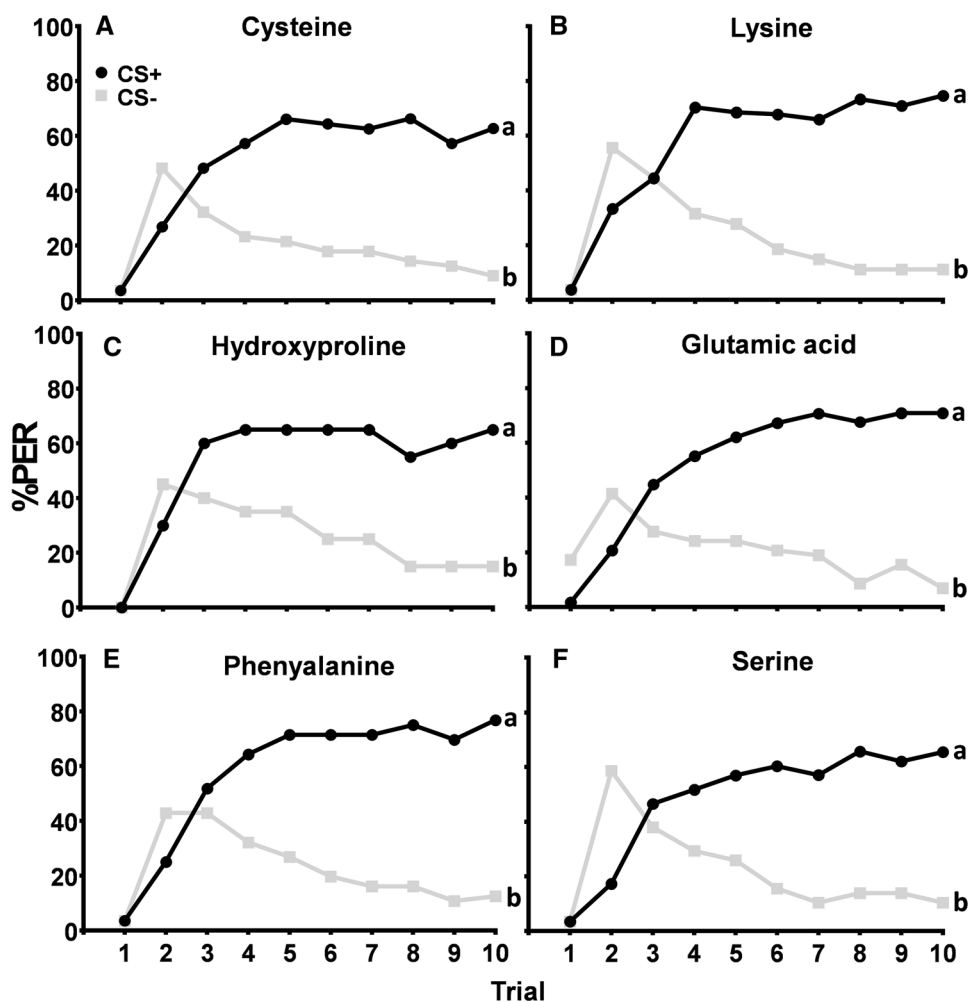 A Cysteine
CS+
CS-
100
80
60
40
20
0
a
b
B Lysine
a
b
C Hydroxyproline
100
80
60
40
20
0
a
b
D Glutamic acid
a
b
%PER
E Phenyalanine
100
80
60
40
20
0
a
b
1 2 3 4 5 6 7 8 9 10
F Serine
a
b
1 2 3 4 5 6 7 8 9 10
Trial